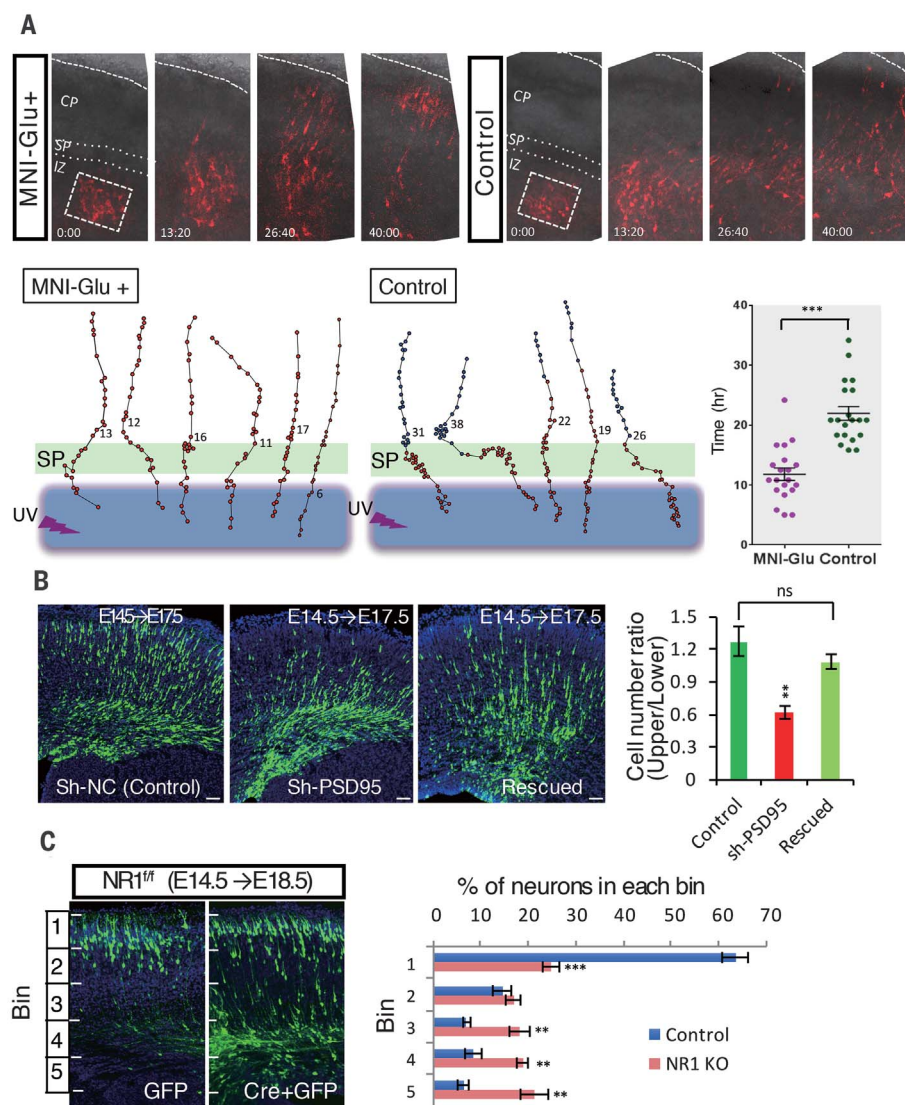 A
MNI-Glu+
CP
SP
IZ
0:00
13:20
26:40
40:00
Control
CP
SP
IZ
0:00
13:20
26:40
40:00
MNI-Glu +
13
12
16
11
17
6
SP
UV
Control
31
38
22
19
26
SP
UV
***
Time (hr)
40
30
20
10
0
MNI-Glu Control
B
E14.5→E17.5
E14.5→E17.5
E14.5→E17.5
Sh-NC (Control)
Sh-PSD95
Rescued
ns
Cell number ratio
(Upper/Lower)
1.5
1.2
0.9
0.6
0.3
0
**
Control
sh-PSD95
Rescued
C
NR1f/f (E14.5 →E18.5)
Bin
1
2
3
4
5
GFP
Cre+GFP
% of neurons in each bin
0 10 20 30 40 50 60 70
Bin
1
***
2
3
**
4
**
5
**
Control
NR1 KO